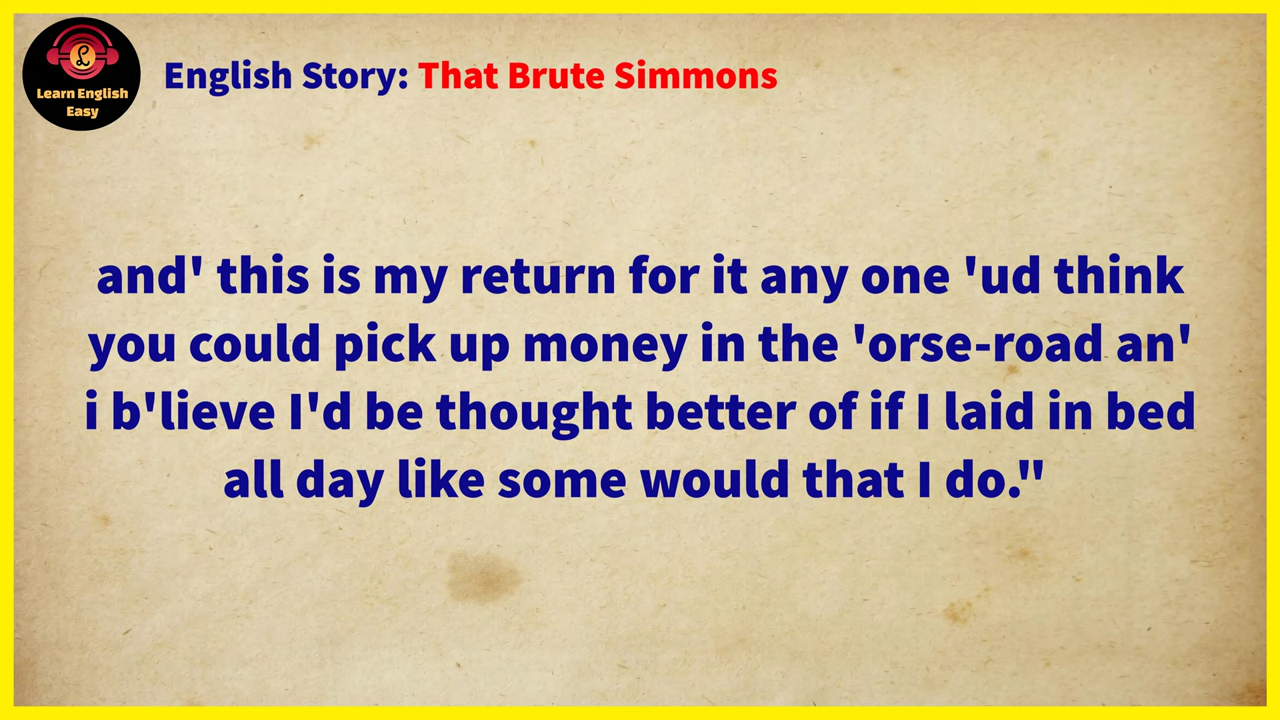 Learn English
Easy
English Story: That Brute Simmons
and' this is my return for it any one 'ud think
you could pick up money in the 'orse-road an'
i b'lieve I'd be thought better of if I laid in bed
all day like some would that I do."